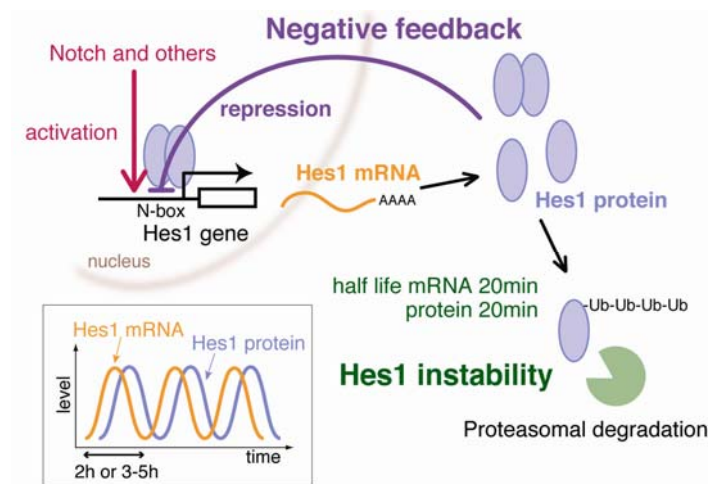 Negative feedback
Notch and others
repression
activation
Hes1 mRNA
AAAA
Hes1 protein
N-box
Hes1 gene
nucleus
half life mRNA 20min
protein 20min
-Ub-Ub-Ub-Ub
Hes1 instability
Proteasomal degradation
Hes1 mRNA
Hes1 protein
level
time
2h or 3-5h